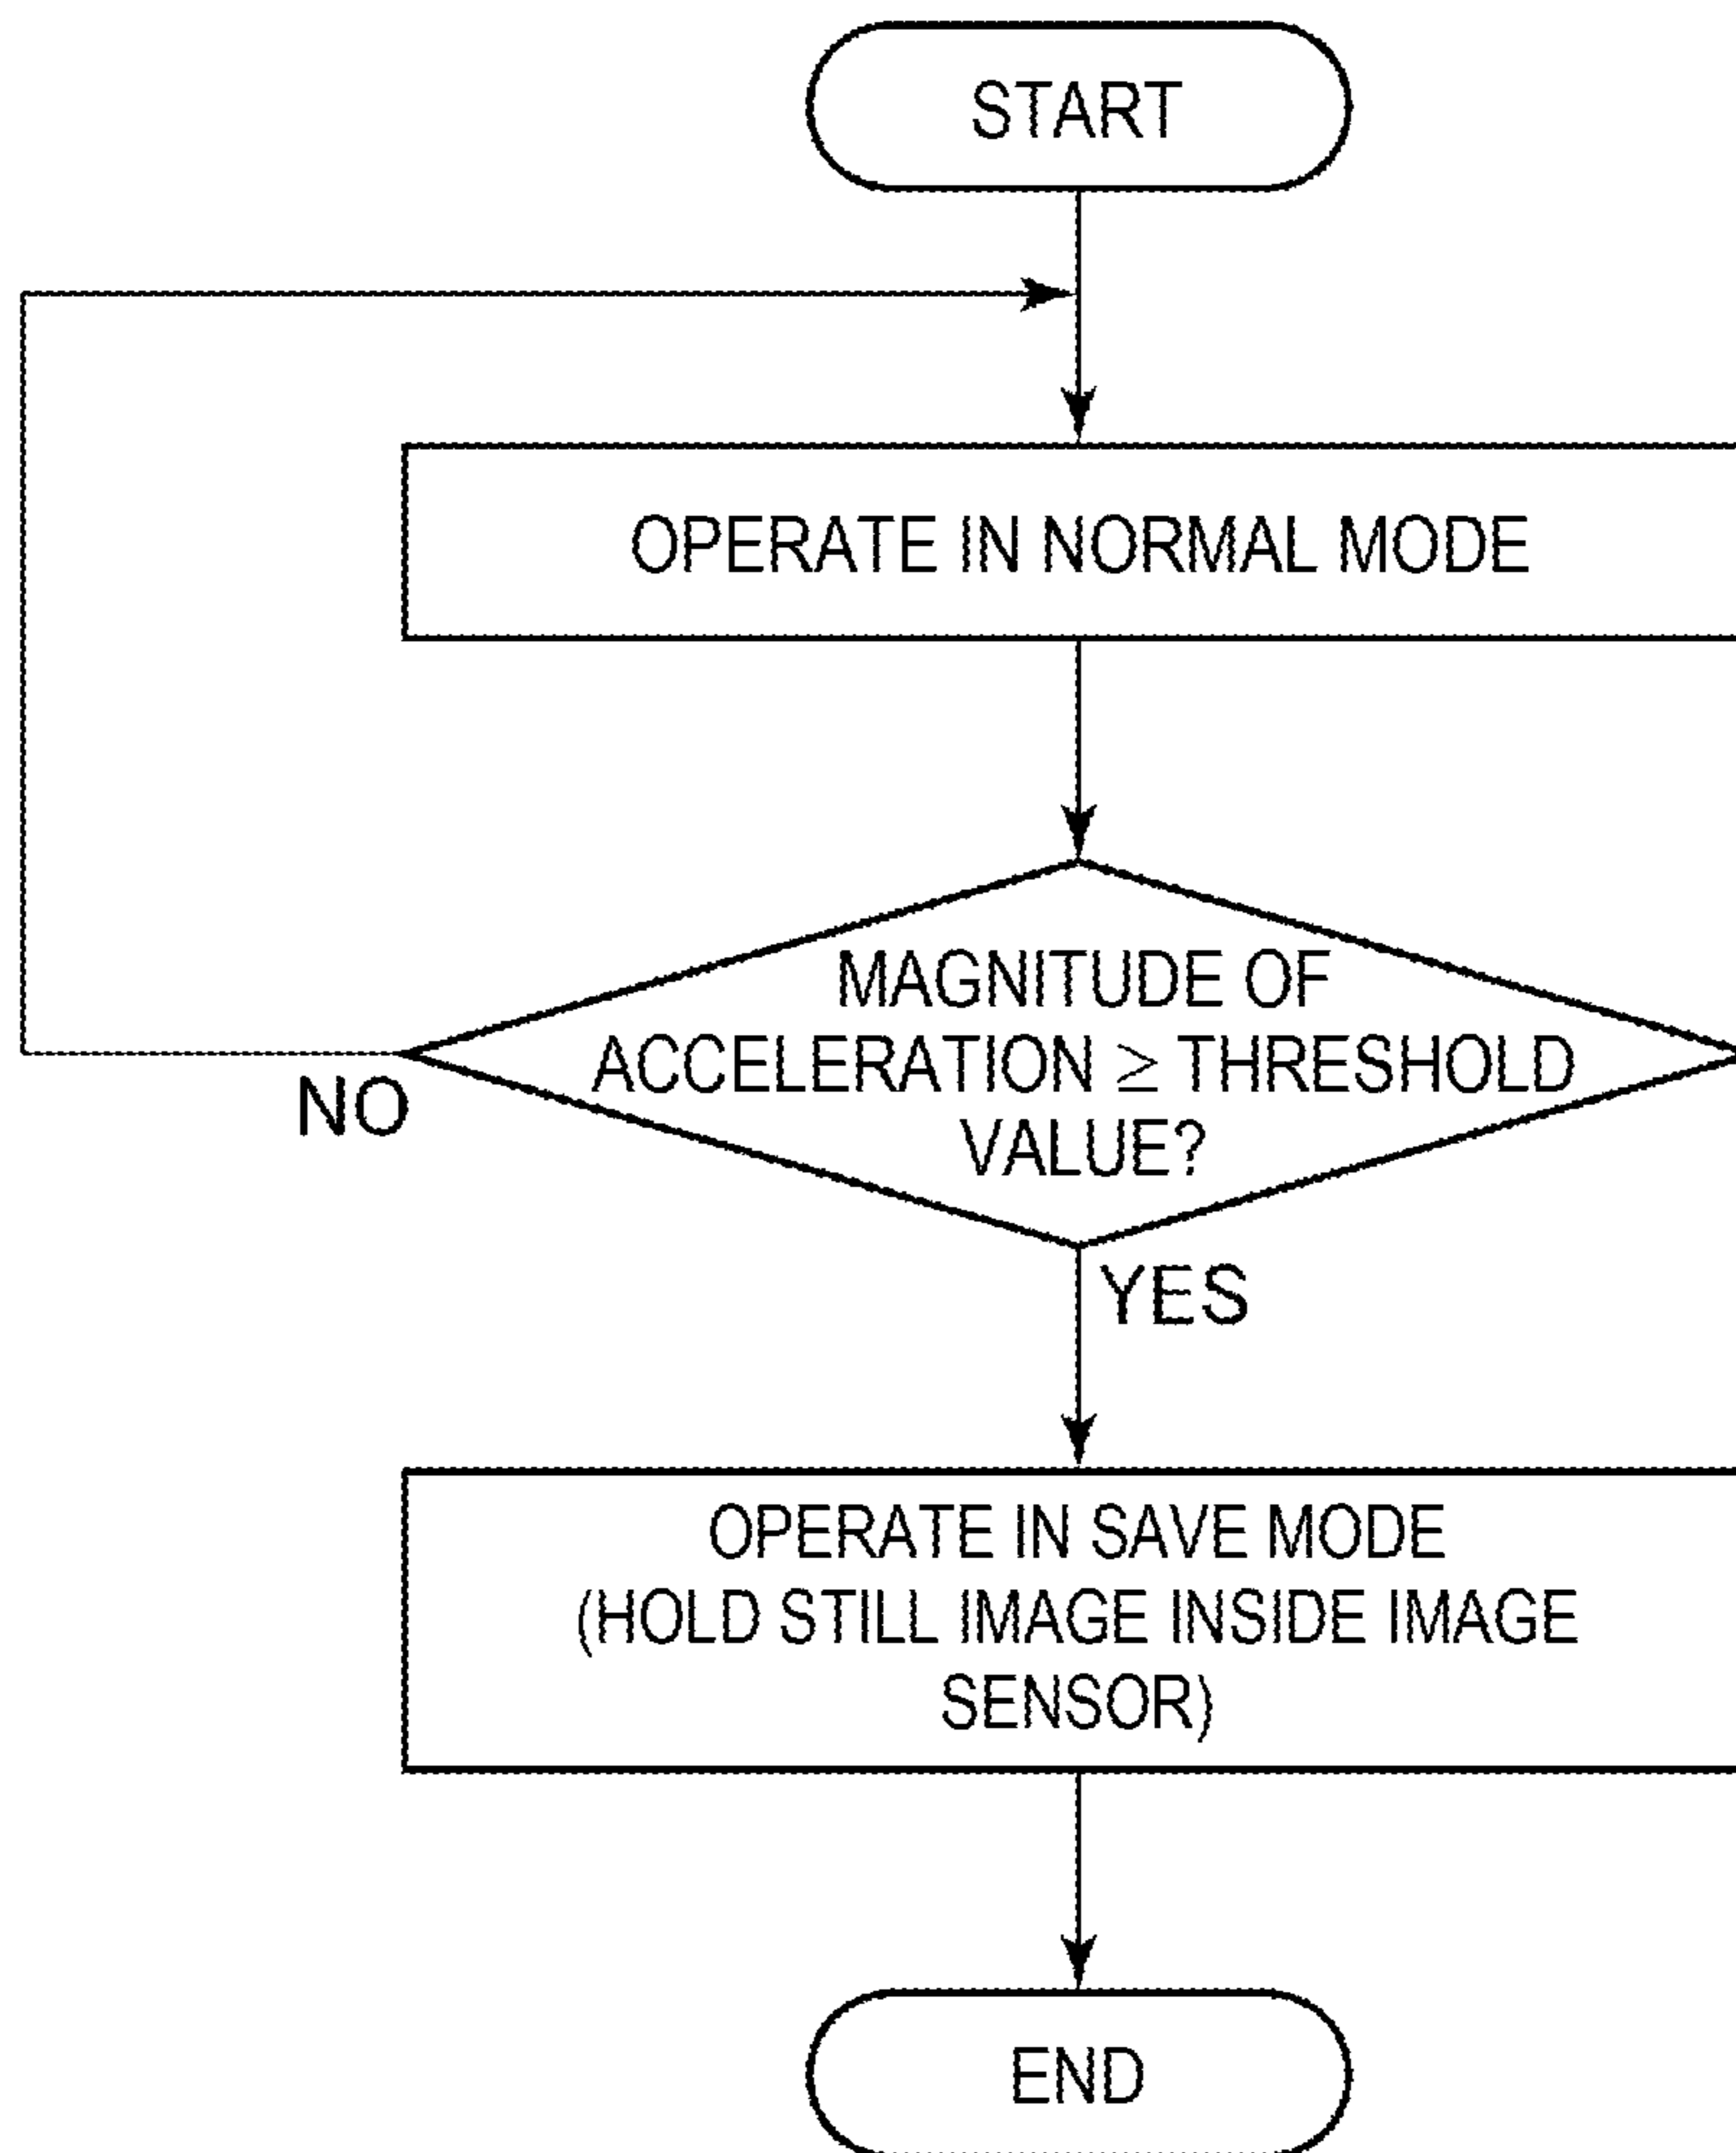 START
OPERATE IN NORMAL MODE
MAGNITUDE OF
ACCELERATION ≥ THRESHOLD
VALUE?
NO
YES
OPERATE IN SAVE MODE
(HOLD STILL IMAGE INSIDE IMAGE
SENSOR)
END